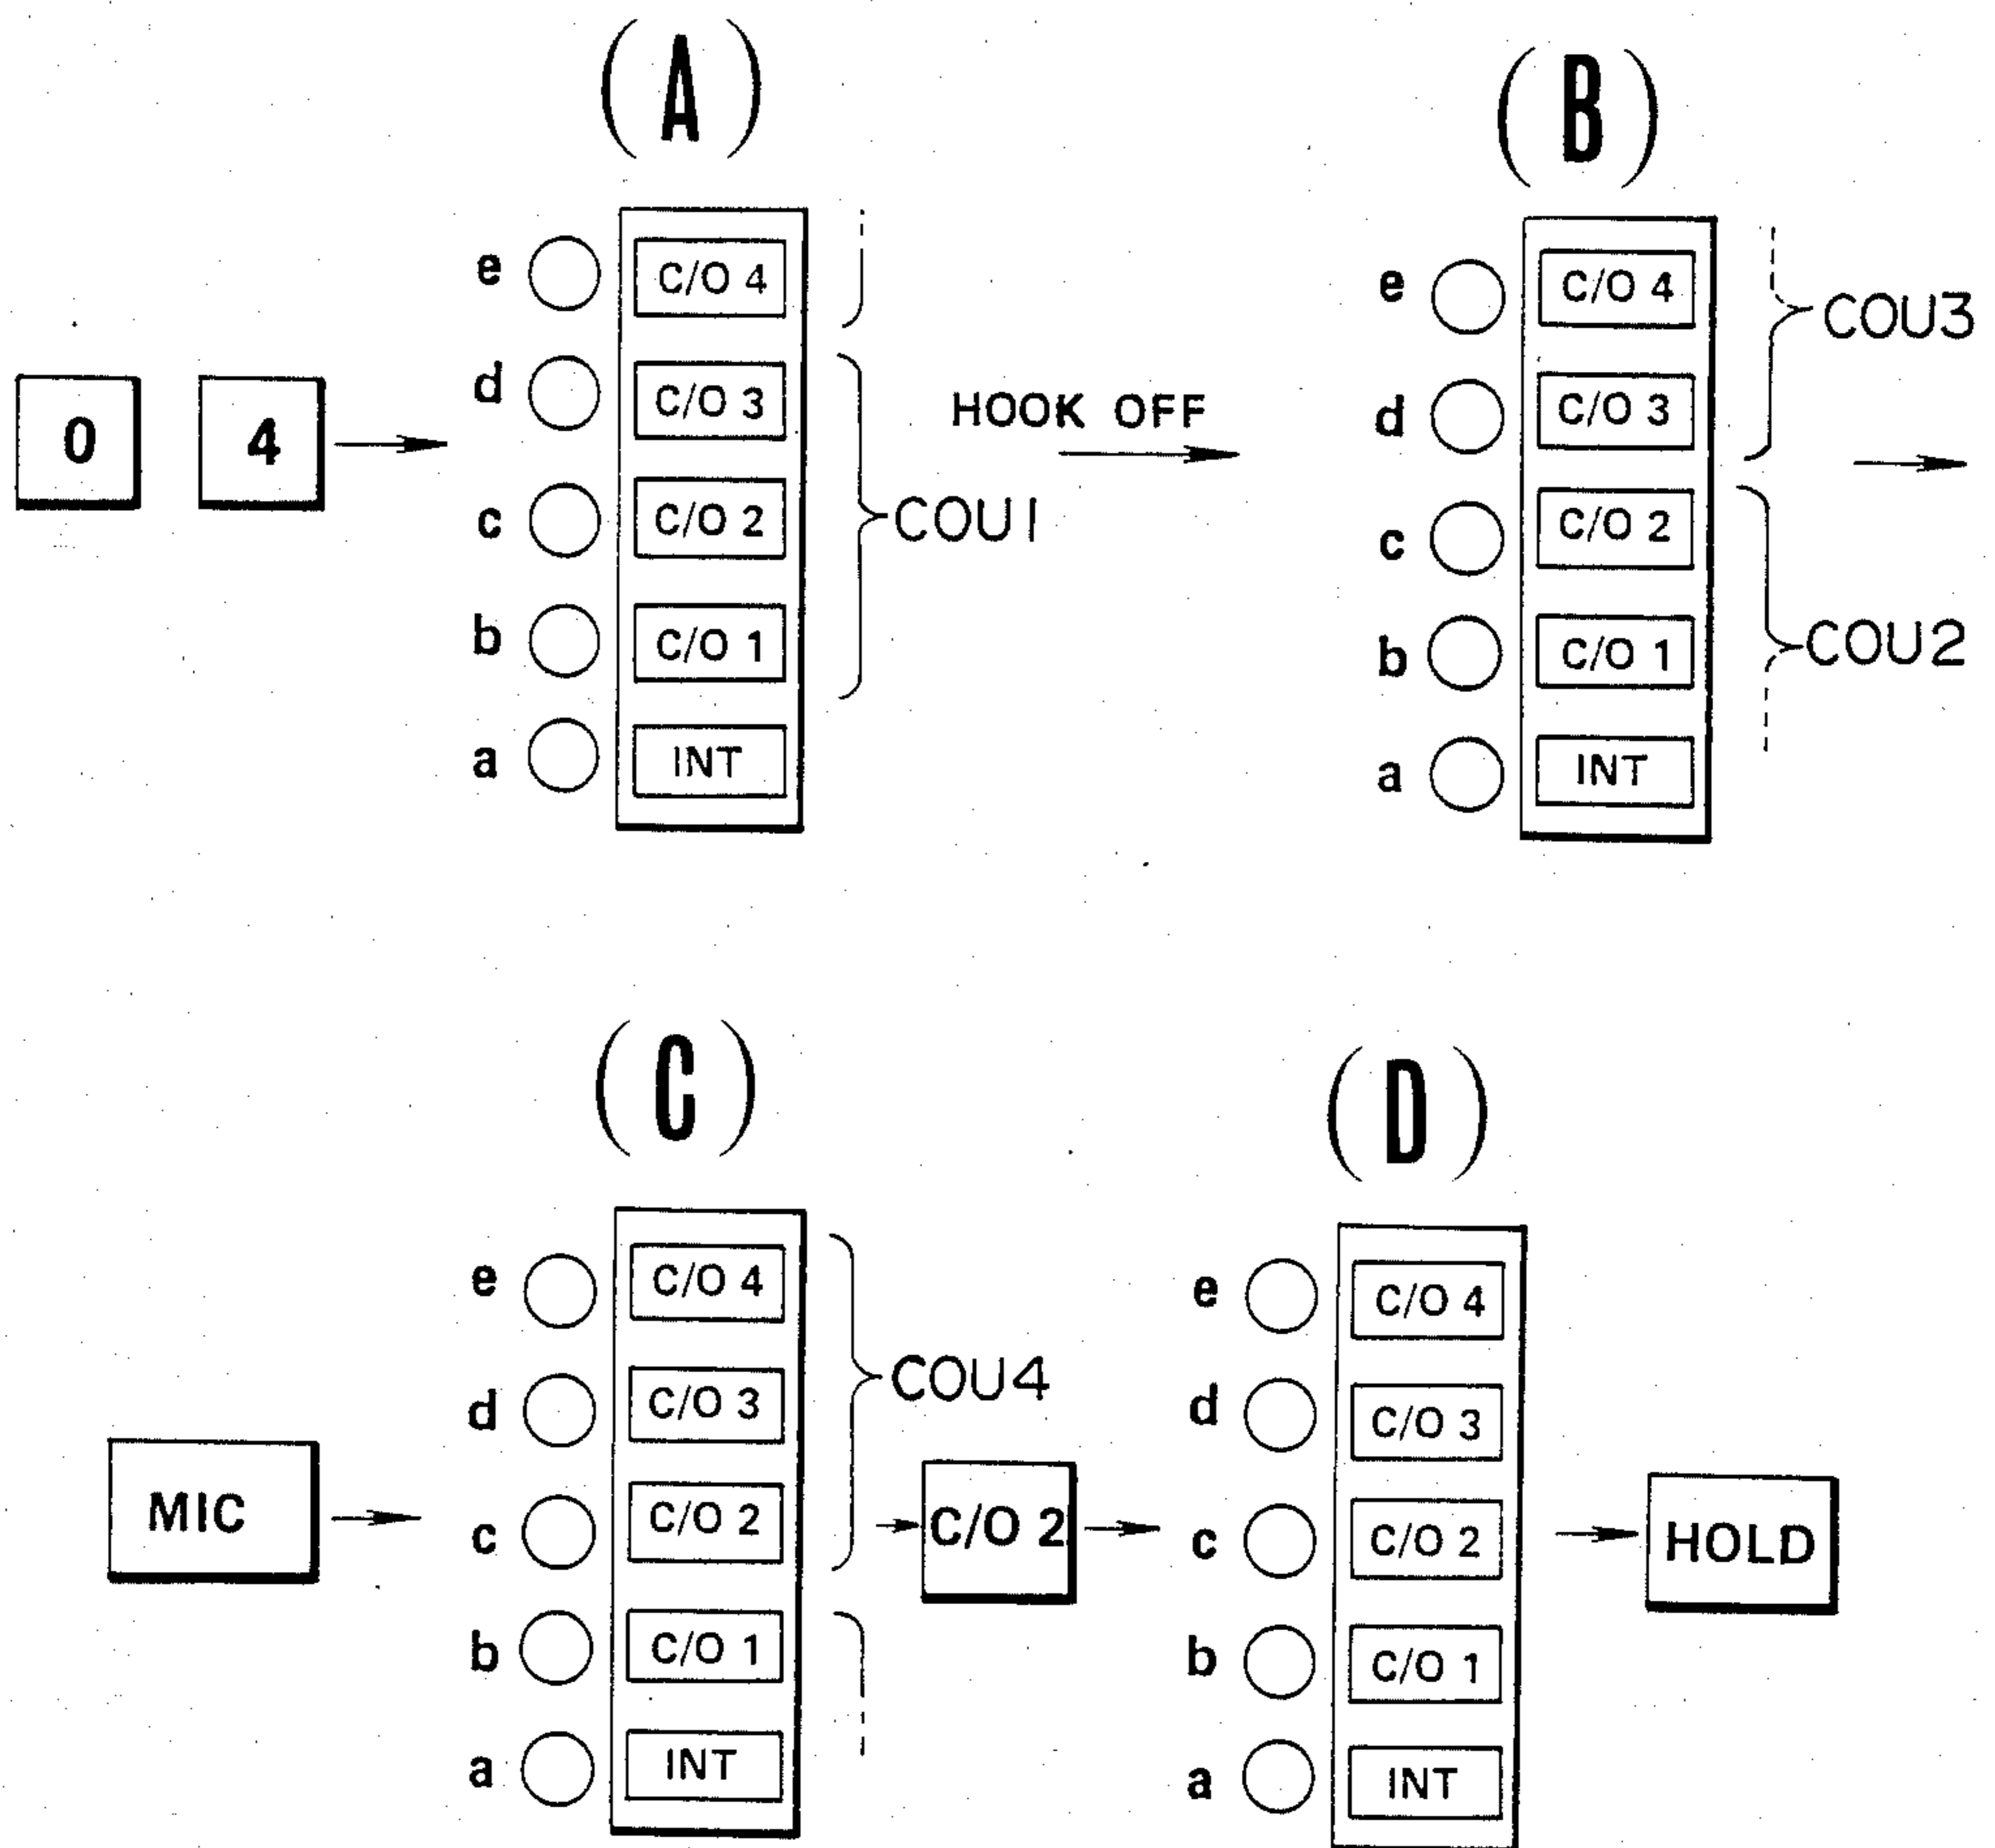 (A)
e C/O 4
d C/O 3
c C/O 2
b C/O 1
a INT
0 4
COU1
HOOK OFF
(B)
e C/O 4
d C/O 3
c C/O 2
b C/O 1
a INT
COU3
COU2
(C)
MIC
e C/O 4
d C/O 3
c C/O 2
b C/O 1
a INT
COU4
C/O 2
(D)
e C/O 4
d C/O 3
c C/O 2
b C/O 1
a INT
HOLD